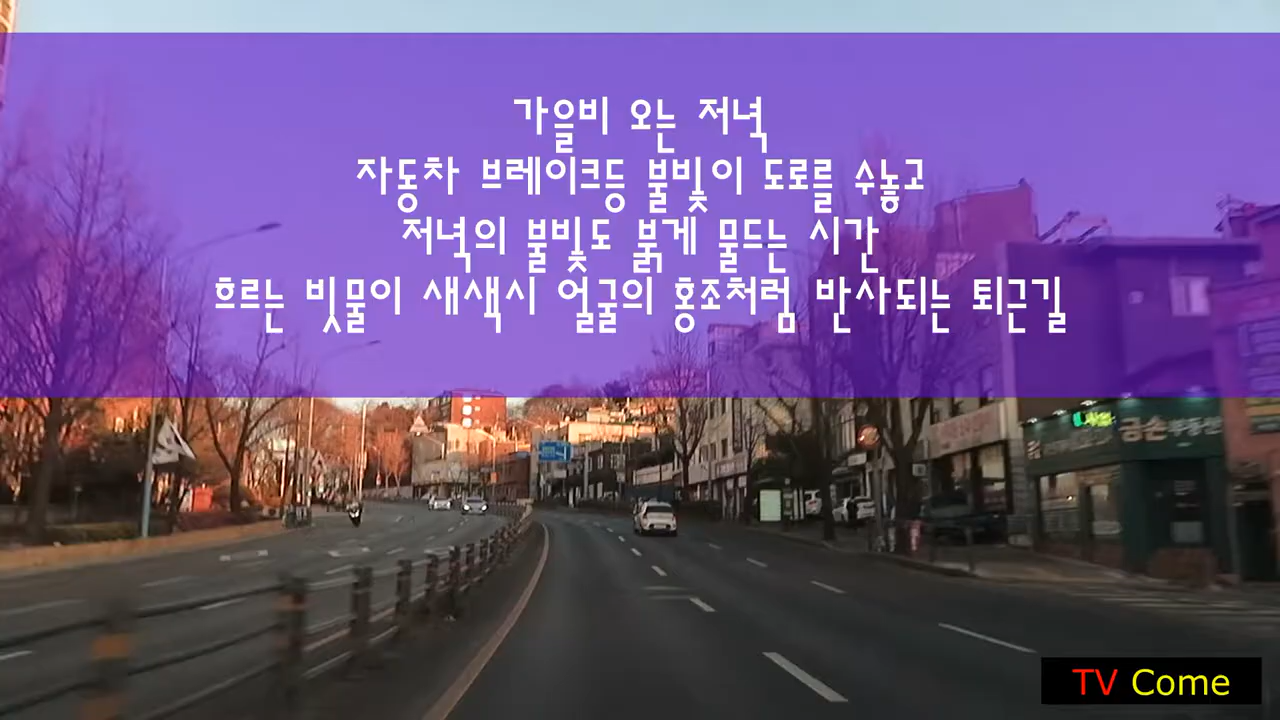 가을비 오는 저녁
자동차 브레이크등 불빛이 도로를 수놓고
저녁의 불빛도 붉게 물드는 시간
흐르는 빗물이 새색시 얼굴의 홍조처럼 반사되는 퇴근길
금손부동산
TV Come